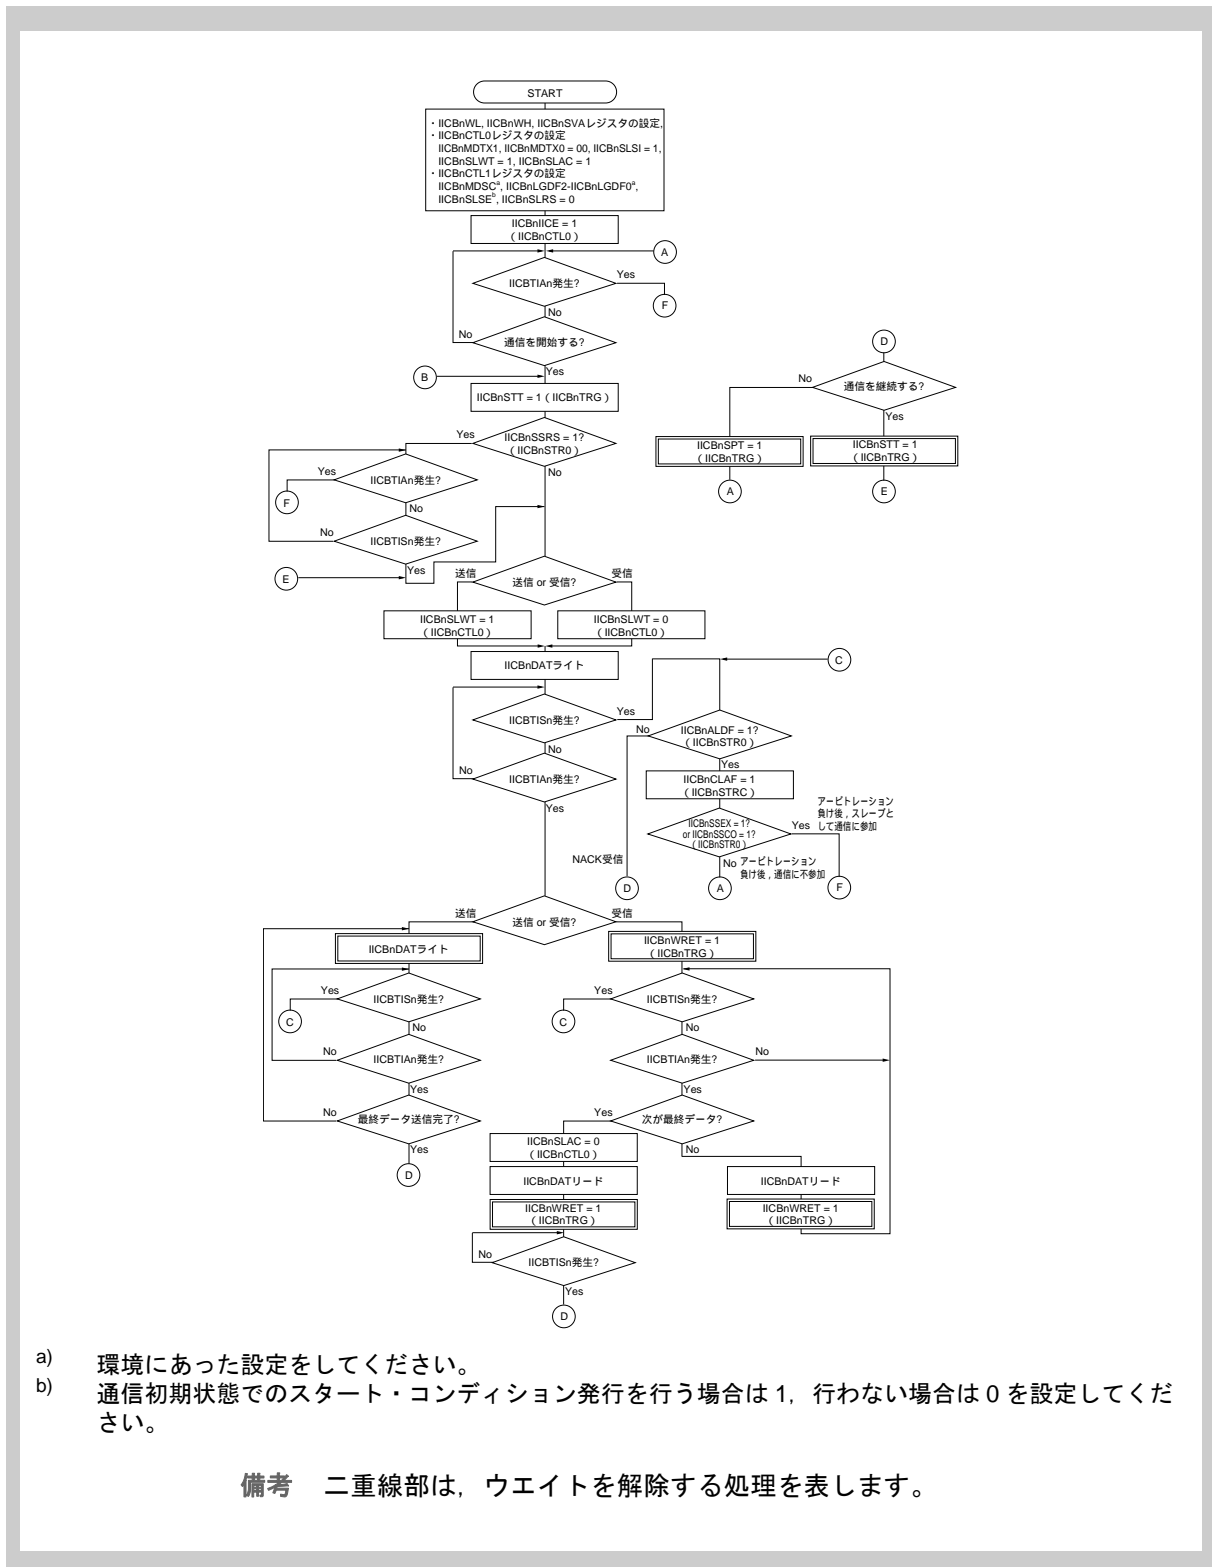 START
・IICBnWL, IICBnWH, IICBnSVAレジスタの設定,
・IICBnCTL0レジスタの設定
IICBnMDTX1, IICBnMDTX0 = 00, IICBnSLSI = 1,
IICBnSLWT = 1, IICBnSLAC = 1
・IICBnCTL1レジスタの設定
IICBnMDSCa, IICBnLGDF2-IICBnLGDF0a,
IICBnSLSEb, IICBnSLRS = 0
IICBnIICE = 1
( IICBnCTL0 )
A
IICBTIAn発生?
Yes
F
No
通信を開始する?
No
Yes
B
IICBnSTT = 1 ( IICBnTRG )
D
通信を継続する?
No
Yes
IICBnSPT = 1
( IICBnTRG )
IICBnSTT = 1
( IICBnTRG )
A
E
IICBnSSRS = 1?
( IICBnSTR0 )
Yes
No
IICBTIAn発生?
Yes
F
No
IICBTISn発生?
No
Yes
E
送信 or 受信?
送信
受信
IICBnSLWT = 1
( IICBnCTL0 )
IICBnSLWT = 0
( IICBnCTL0 )
IICBnDATライト
C
IICBTISn発生?
Yes
No
IICBTIAn発生?
No
Yes
IICBnALDF = 1?
( IICBnSTR0 )
No
Yes
IICBnCLAF = 1
( IICBnSTRC )
IICBnSSEX = 1?
or IICBnSSCO = 1?
( IICBnSTR0 )
Yes
アービトレーション
負け後，スレーブと
して通信に参加
No
アービトレーション
負け後，通信に不参加
NACK受信
D
A
F
送信 or 受信?
送信
受信
IICBnDATライト
IICBnWRET = 1
( IICBnTRG )
IICBTISn発生?
Yes
C
No
IICBTIAn発生?
No
Yes
最終データ送信完了?
No
Yes
D
IICBTISn発生?
Yes
C
No
IICBTIAn発生?
No
Yes
次が最終データ?
Yes
No
IICBnSLAC = 0
( IICBnCTL0 )
IICBnDATリード
IICBnWRET = 1
( IICBnTRG )
IICBnDATリード
IICBnWRET = 1
( IICBnTRG )
IICBTISn発生?
No
Yes
D
a) 環境にあった設定をしてください。
b) 通信初期状態でのスタート・コンディション発行を行う場合は 1，行わない場合は 0 を設定してくだ
さい。
備考 二重線部は，ウエイトを解除する処理を表します。